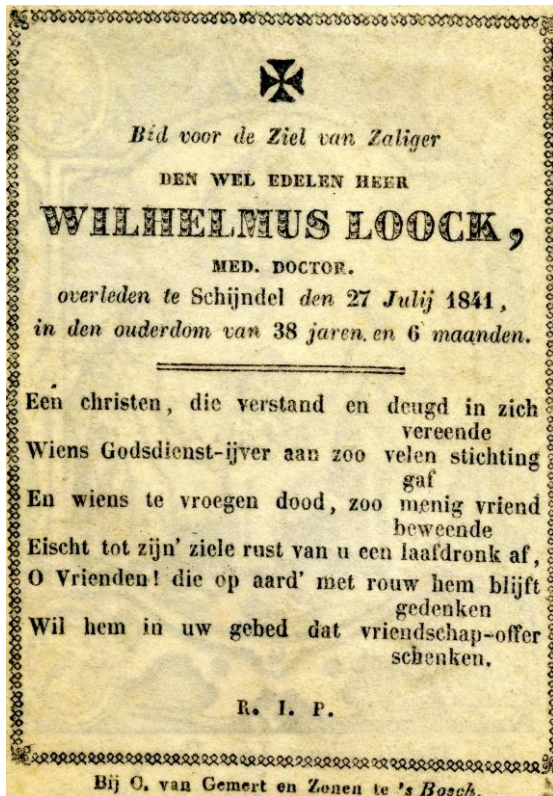 Bid voor de Ziel van Zaliger
DEN WEL EDELEN HEER
WILHELMUS LOOCK,
MED. DOCTOR.
overleden te Schijndel den 27 Julij 1841,
in den ouderdom van 38 jaren. en 6 maanden.
Een christen, die verstand en deugd in zich
vereende
Wiens Godsdienst-ijver aan zoo velen stichting
gaf
En wiens te vroegen dood, zoo menig vriend
beweende
Eischt tot zijn' ziele rust van u een laafdronk af,
O Vrienden! die op aard' met rouw hem blijft
gedenken
Wil hem in uw gebed dat vriendschap-offer
schenken.
R. I. P.
Bij O. van Gemert en Zonen te 's Bosch.